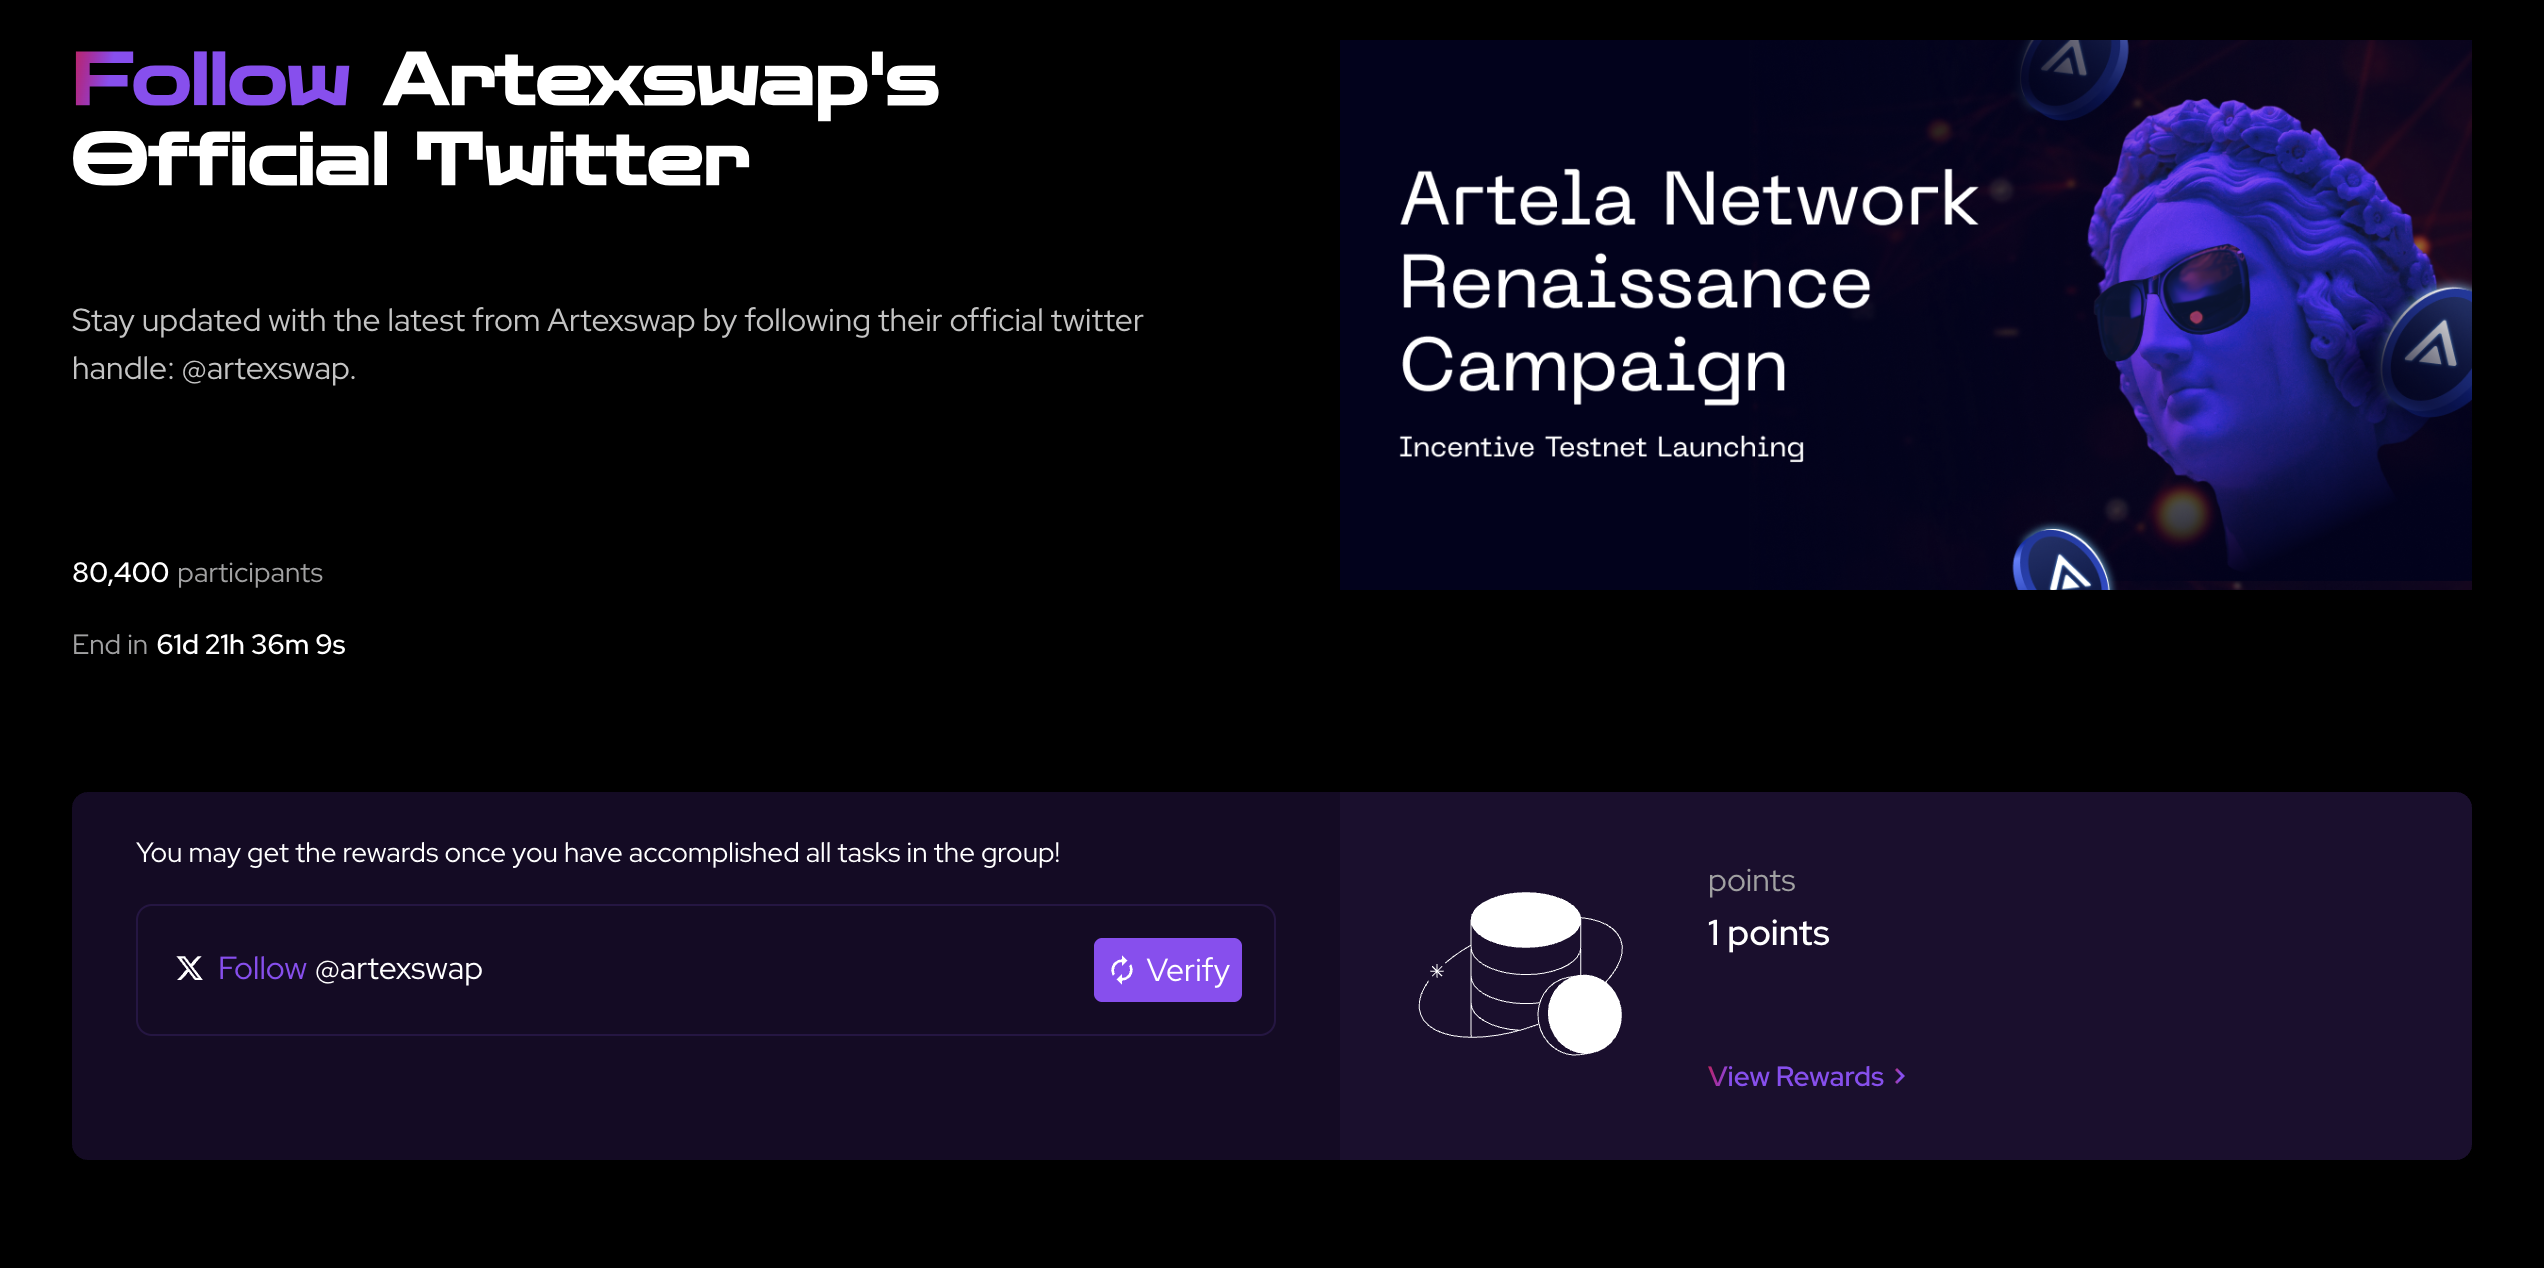 Follow Artexswap's
Official Twitter
Stay updated with the latest from Artexswap by following their official twitter
handle: @artexswap.
80,400 participants
End in 61d 21h 36m 9s
Artela Network
Renaissance
Campaign
Incentive Testnet Launching
You may get the rewards once you have accomplished all tasks in the group!
Follow @artexswap
Verify
points
1 points
View Rewards